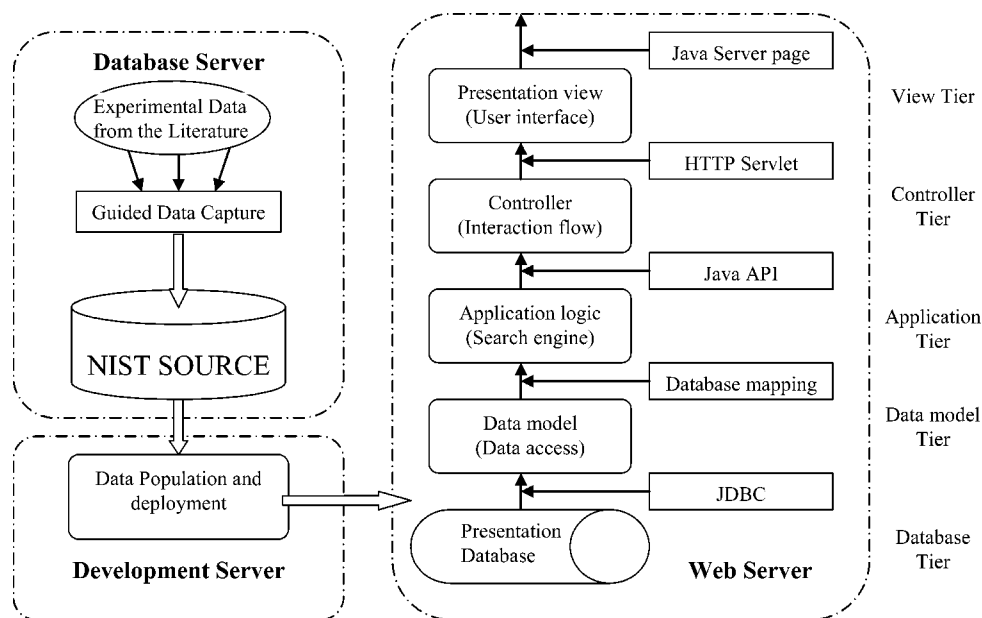 Database Server
Experimental Data
from the Literature
Guided Data Capture
NIST SOURCE
Data Population and
deployment
Development Server
Java Server page
Presentation view
(User interface)
HTTP Servlet
Controller
(Interaction flow)
Java API
Application logic
(Search engine)
Database mapping
Data model
(Data access)
JDBC
Presentation
Database
Web Server
View Tier
Controller
Tier
Application
Tier
Data model
Tier
Database
Tier